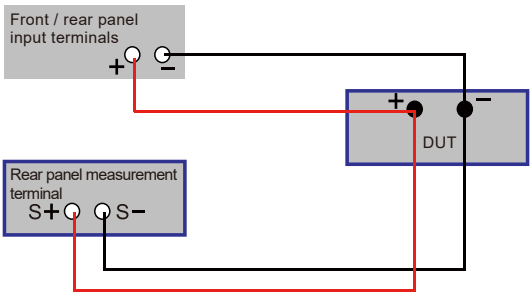 Front / rear panel
input terminals
+ −
+ −
DUT
Rear panel measurement
terminal
S+ S−